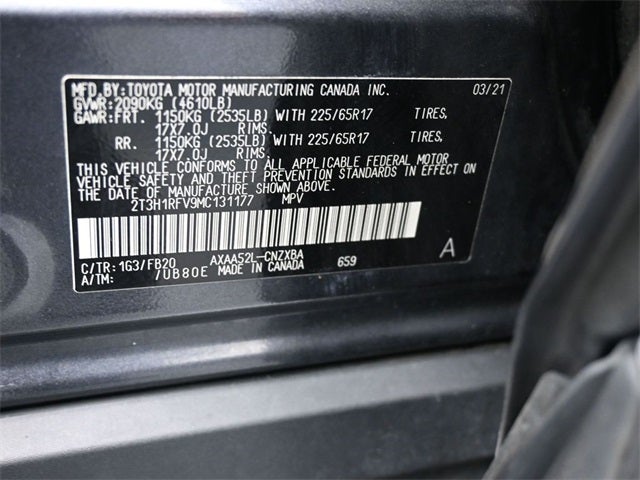 MFD.BY:TOYOTA MOTOR MANUFACTURING CANADA INC. 03/21
GVWR:2090KG (4610LB)
GAWR:FRT. 1150KG (2535LB) WITH 225/65R17 TIRES,
17X7.0J RIMS,
RR. 1150KG (2535LB) WITH 225/65R17 TIRES,
17X7.0J RIMS.
THIS VEHICLE CONFORMS TO ALL APPLICABLE FEDERAL MOTOR
VEHICLE SAFETY AND THEFT PREVENTION STANDARDS IN EFFECT ON
THE DATE OF MANUFACTURE SHOWN ABOVE.
2T3H1RFV9MC131177 MPV
C/TR:1G3/FB20 AXAA52L-CNZXBA 659 A
A/TM: /UB80E MADE IN CANADA